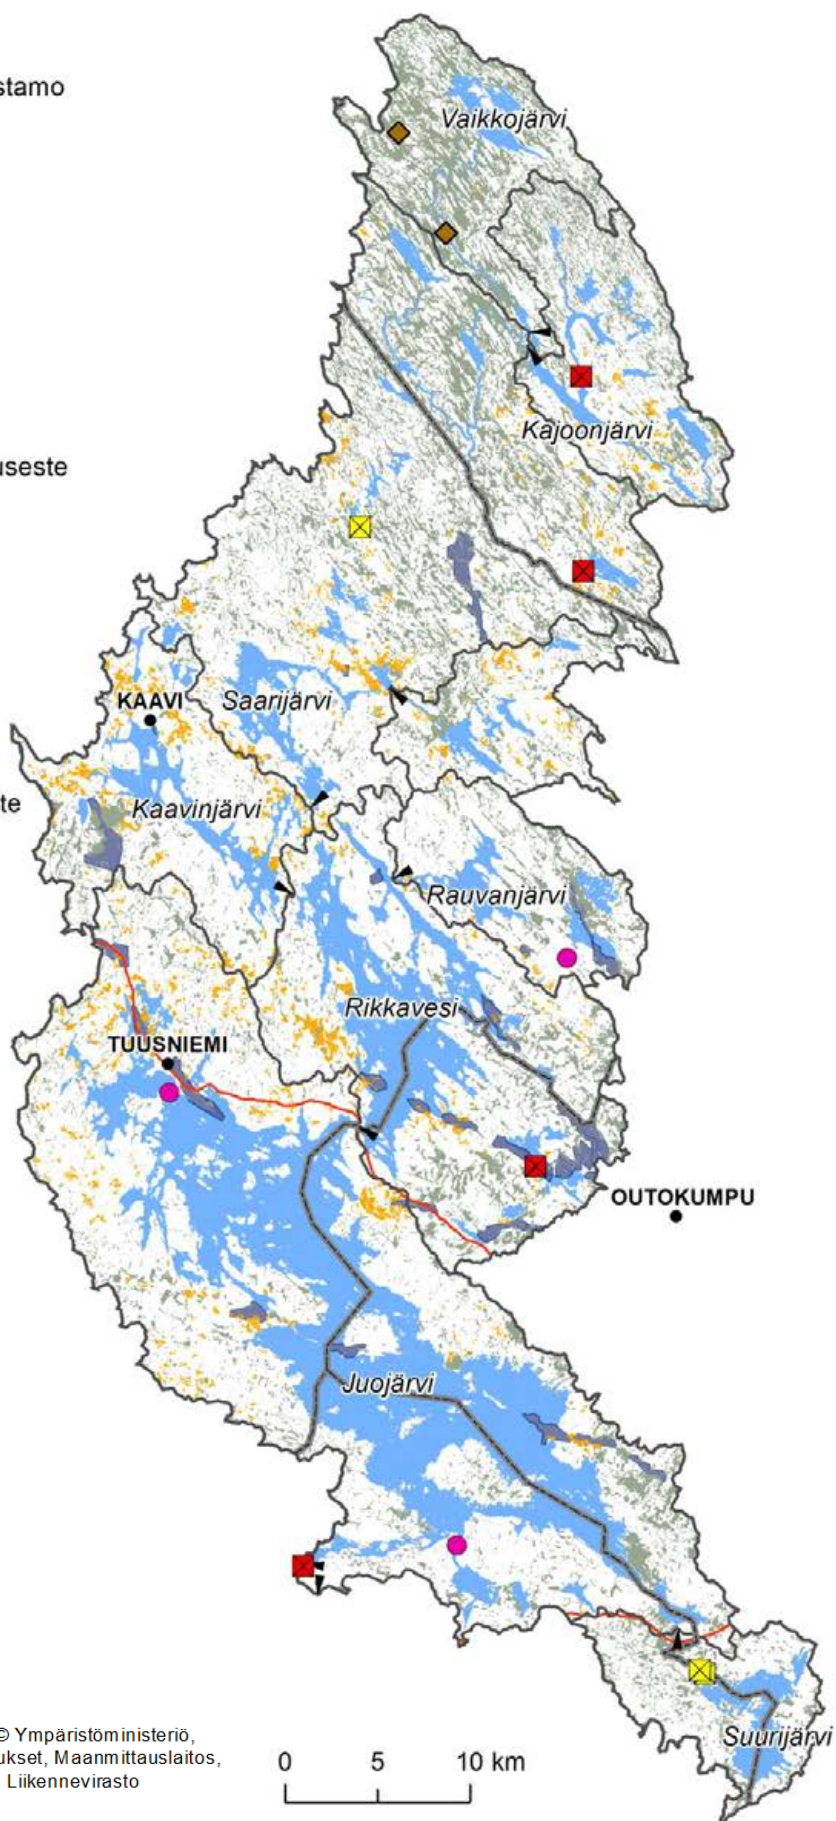 stamo
Vaikkojärvi
Kajoonjärvi
useste
KAAVI
Saarijärvi
te
Kaavinjärvi
Rauvanjärvi
Rikkavesi
TUUSNIEMI
OUTOKUMPU
Juojärvi
Suurijärvi
© Ympäristöministeriö,
ukset, Maanmittauslaitos,
Liikennevirasto
0 5 10 km